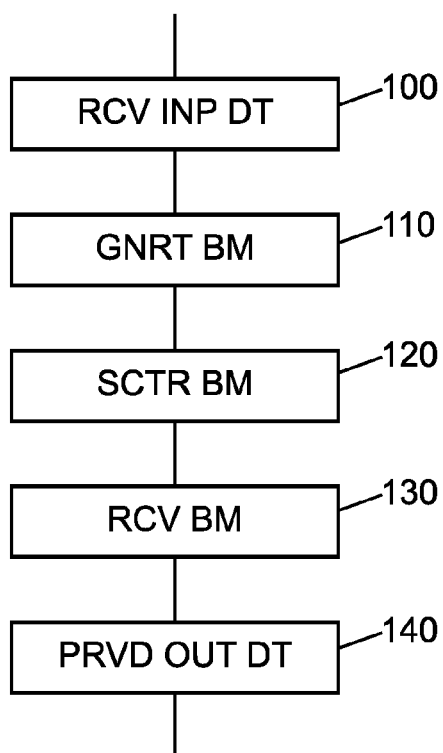 RCV INP DT
100
GNRT BM
110
SCTR BM
120
RCV BM
130
PRVD OUT DT
140